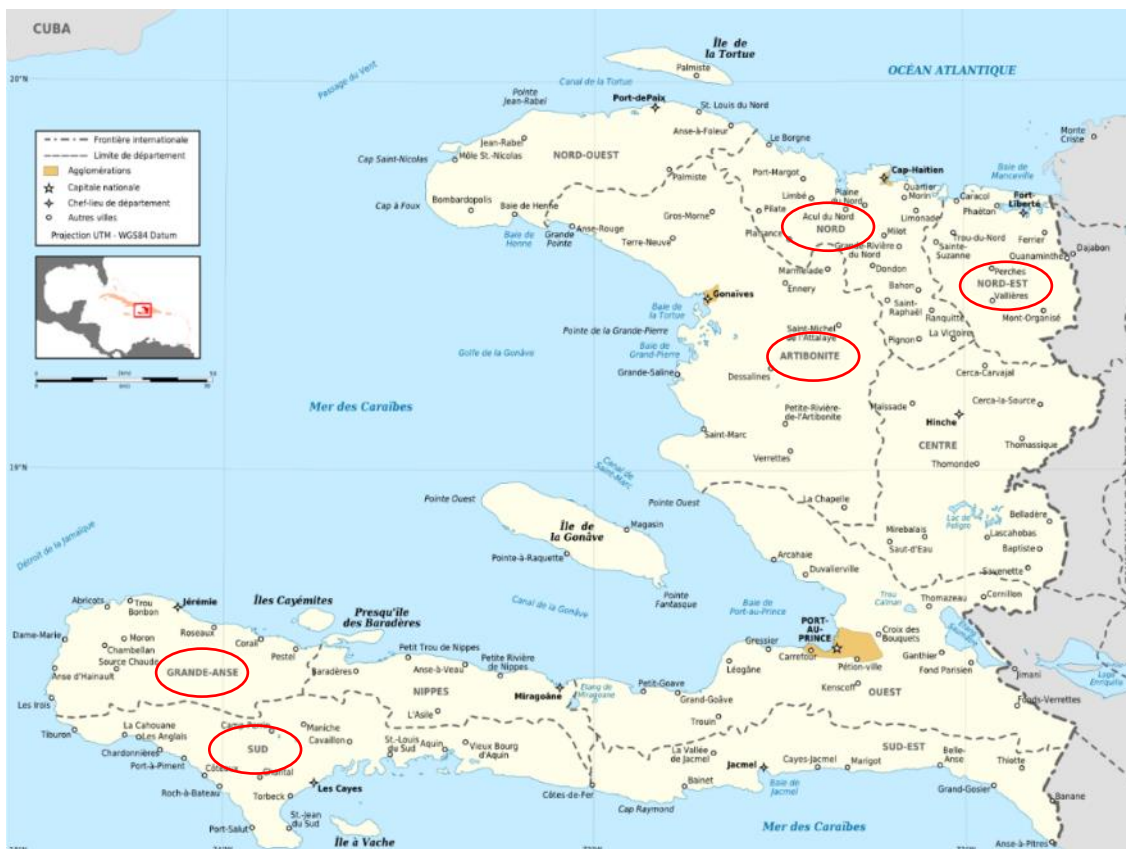 CUBA
Île de
la Tortue
Palmiste
OCÉAN ATLANTIQUE
Passage du Vent
Canal de la Tortue
20°N
Pointe
Jean-Rabel
Port-dePaix
St. Louis du Nord
Anse-à-Foleur
Le Borgne
Monte
Criste
Frontière internationale
Limite de département
Agglomérations
Capitale nationale
Chef-lieu de département
Autres villes
Projection UTM - WGS84 Datum
Jean-Rabel
Môle St.-Nicolas
Cap Saint-Nicolas
NORD-OUEST
Palmiste
Port-Margot
Cap-Haïtien
Baie de
Mancaville
Bombardopolis
Cap à Foux
Baie de Henne
Baie de
Henne
Grande
Pointe
Anse-Rouge
Gros-Morne
Terre-Neuve
Limbé
Plaine
du Nord
Quartier
Morin
Limonade
Caracol
Phaéton
Fort-
Liberté
Pilate
Acul du Nord
NORD
Plaisance
Milot
Grande-Rivière
du Nord
Trou-du-Nord
Sainte-
Suzanne
Ferrier
Ouanaminthe
Dajabon
Marmelade
Dondon
Ennery
Bahon
Perches
NORD-EST
Vallières
Gonaïves
Baie de
la Tortue
Saint-
Raphaël
Ranquitte
Mont-Organisé
Pointe de la Grande-Pierre
Saint-Michel
de l'Attalaye
La Victoire
Pignon
Golfe de la Gonâve
Baie de
Grand-Pierre
ARTIBONITE
Grande-Saline
Dessalines
Cerca-Carvajal
Mer des Caraïbes
Petite-Rivière-
de-l'Artibonite
Maissade
Cerca-la-Source
Hinche
Saint-Marc
CENTRE
Thomassique
Verrettes
Thomonde
19°N
Canal de
Saint-Marc
Pointe Ouest
Pointe Ouest
La Chapelle
Île de
la Gonâve
Magasin
Lac de
Peligre
Belladère
Mirebalais
Saut-d'Eau
Lascahobas
Baptiste
Pointe-à-Raquette
Détroit de la Jamaïque
Arcahaie
Duvalierville
Savenette
Cornillon
Pointe
Fantasque
Trou
Caïman
Thomazeau
Abricots
Trou
Bonbon
Jérémie
Îles Cayémites
Canal de la Gonâve
Baie de
Port-au-Prince
PORT-
AU-
PRINCE
Croix des
Bouquets
Etang
Saumâtre
Dame-Marie
Moron
Chambellan
Source Chaude
Roseaux
Corail
Pestel
Presqu'île
des Baradères
Petit Trou de Nippes
Gressier
Carrefour
Pétion-ville
Ganthier
Fond Parisien
Anse d'Hainault
GRANDE-ANSE
Baradères
Anse-à-Veau
Petite Rivière
de Nippes
Léogâne
Jimani
Lago
Enriquillo
NIPPES
Miragoâne
Etang de
Miragoane
Petit-Goave
Grand-Goâve
Kenscoff
OUEST
Fonds-Verrettes
Les Irois
L'Asile
Trouin
Tiburon
La Cahouane
Les Anglais
Camp-Perrin
Maniche
Cavaillon
SUD
St.-Louis
du Sud
Aquin
Vieux Bourg
d'Aquin
La Vallée
de Jacmel
SUD-EST
Belle-
Anse
Thiotte
Chardonnières
Port-à-Piment
Côteaux
Chantal
Jacmel
Cayes-Jacmel
Marigot
Roch-à-Bateau
Torbeck
Les Cayes
Côtes-de-Fer
Bainet
Baie de
Jacmel
Grand-Gosier
Banane
Cap Raymond
Port-Salut
St.-Jean
du Sud
Île à Vache
Mer des Caraïbes
Anse-à-Pitres